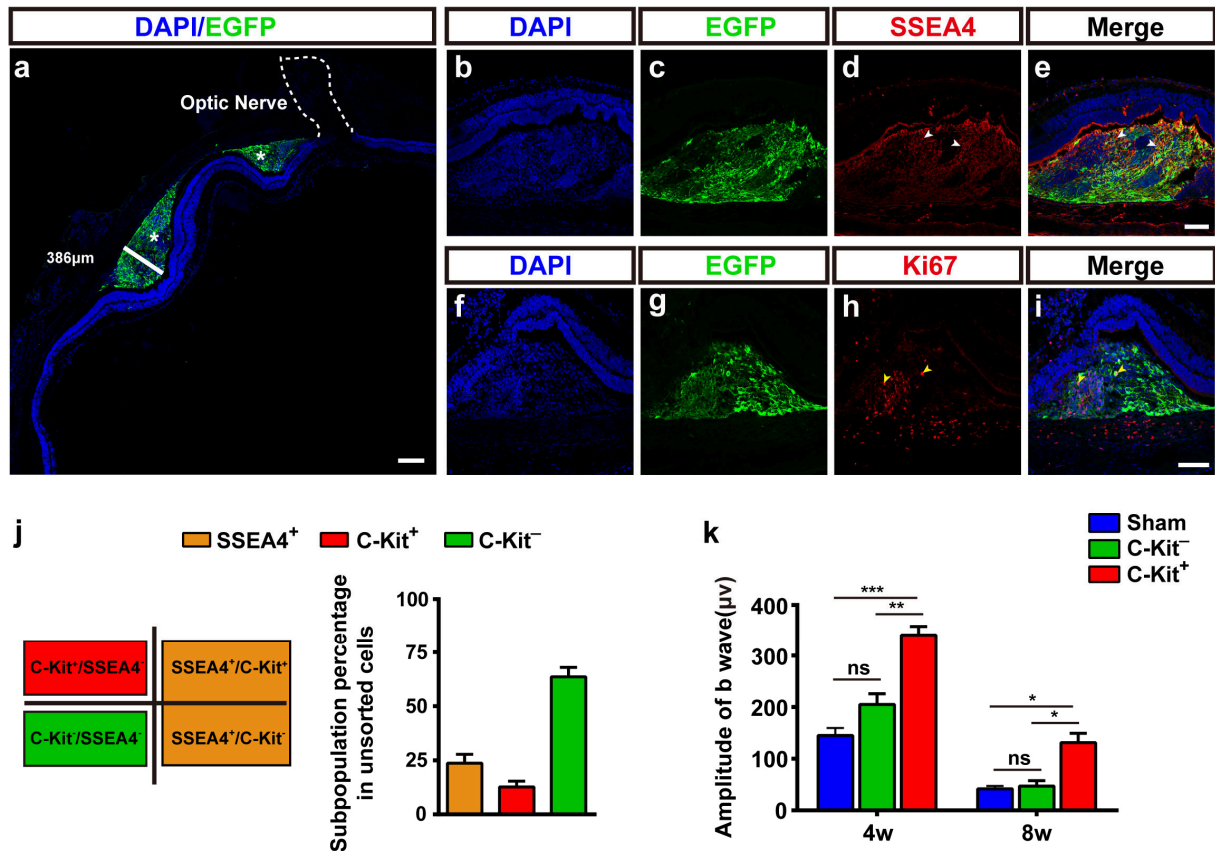 DAPI/EGFP
DAPI
EGFP
SSEA4
Merge
a
Optic Nerve
*
*
386µm
b
c
d
e
DAPI
EGFP
Ki67
Merge
f
g
h
i
j
SSEA4⁺
C-Kit⁺
C-Kit⁻
C-Kit⁺/SSEA4⁻
SSEA4⁺/C-Kit⁺
C-Kit⁻/SSEA4⁻
SSEA4⁺/C-Kit⁻
Subpopulation percentage
in unsorted cells
100
75
50
25
0
k
Sham
C-Kit⁻
C-Kit⁺
Amplitude of b wave(µv)
400
300
200
100
0
***
**
ns
*
*
ns
4w
8w